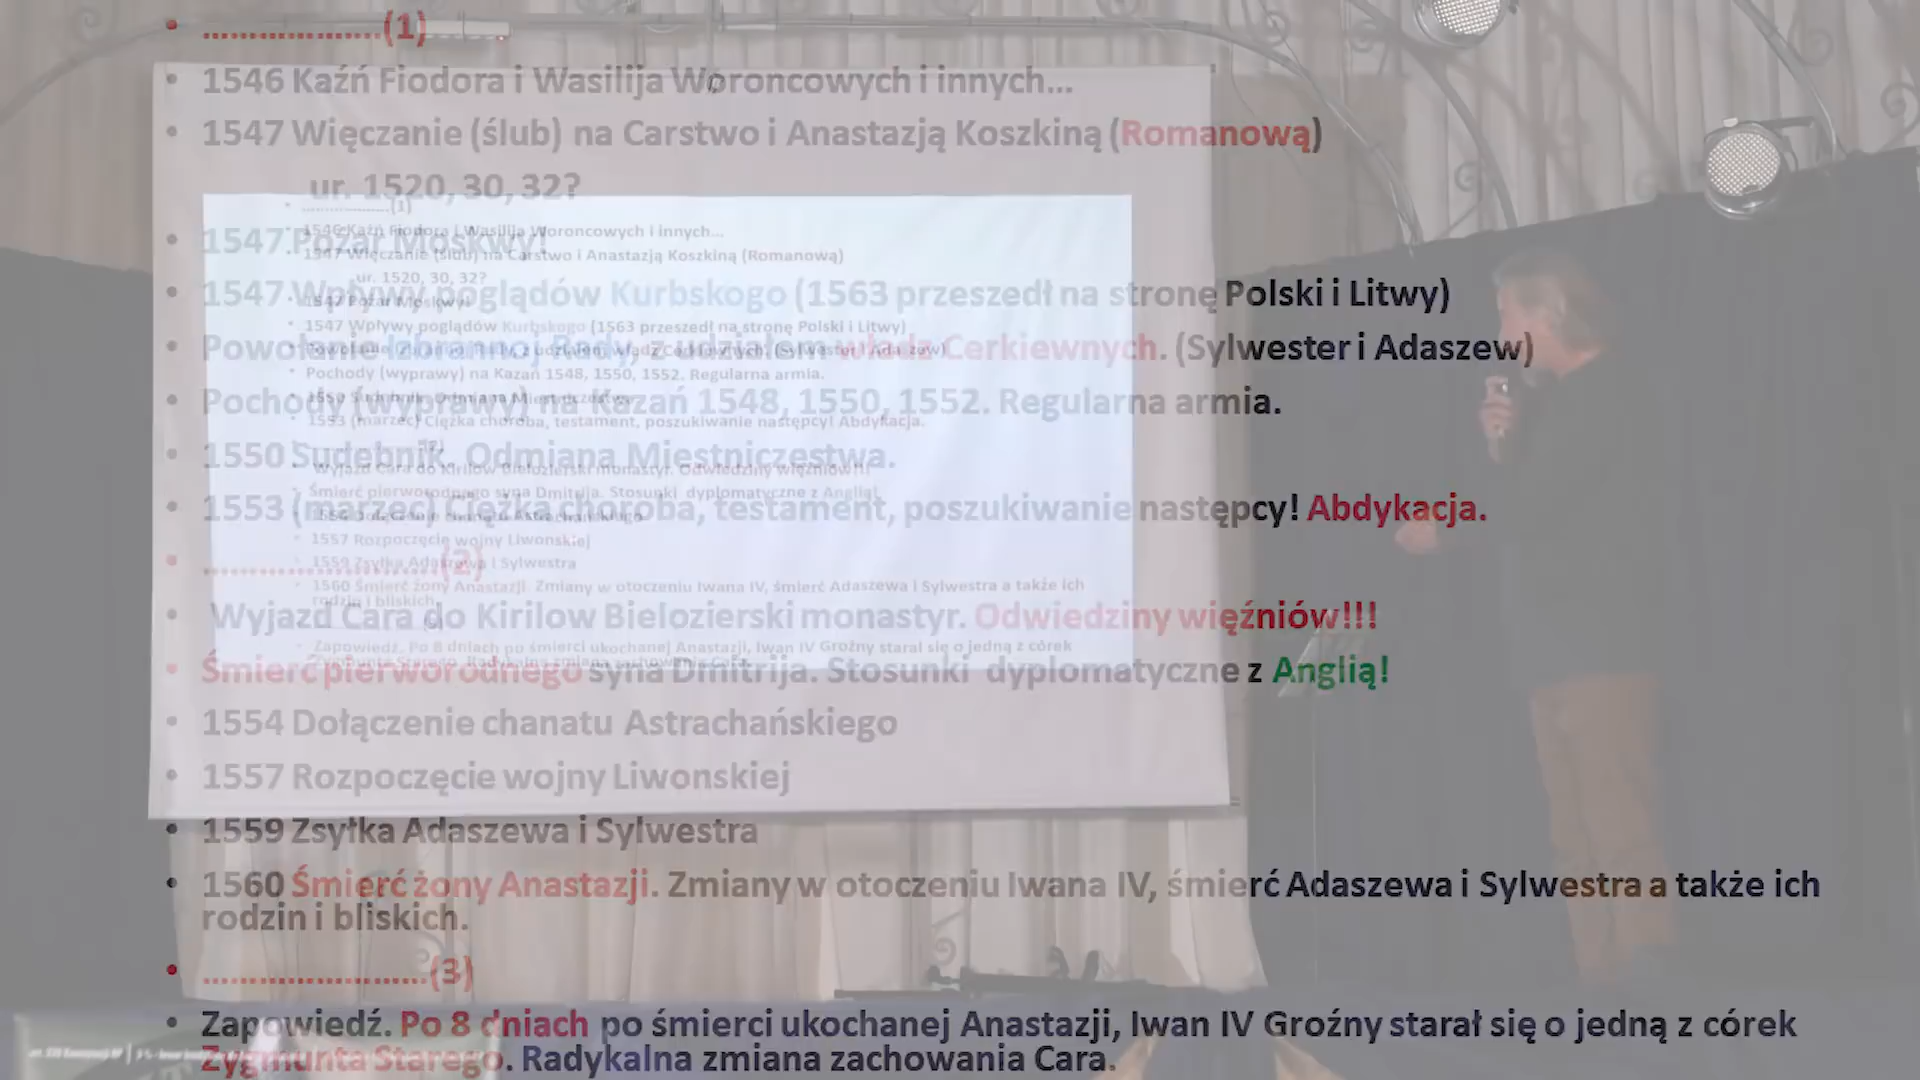 • ..................(1)
• 1546 Kaźń Fiodora i Wasilija Woroncowych i innych...
• 1547 Więczanie (ślub) na Carstwo i Anastazją Koszkiną (Romanową)
ur. 1520, 30, 32?
• 1547 Pożar Moskwy!
• 1547 Wpływy poglądów Kurbskogo (1563 przeszedł na stronę Polski i Litwy)
• Powołanie Izbrannoj Rady, z udziałem władz Cerkiewnych. (Sylwester i Adaszew)
• Pochody (wyprawy) na Kazań 1548, 1550, 1552. Regularna armia.
• 1550 Sudebnik. Odmiana Miestniczestwa.
• 1553 (marzec) Ciężka choroba, testament, poszukiwanie następcy! Abdykacja.
• ........................(2)
• Wyjazd Cara do Kirilow Bielozierski monastyr. Odwiedziny więźniów!!!
• Śmierć pierworodnego syna Dmitrija. Stosunki dyplomatyczne z Anglią!
• 1554 Dołączenie chanatu Astrachańskiego
• 1557 Rozpoczęcie wojny Liwonskiej
• 1559 Zsyłka Adaszewa i Sylwestra
• 1560 Śmierć żony Anastazji. Zmiany w otoczeniu Iwana IV, śmierć Adaszewa i Sylwestra a także ich
rodzin i bliskich.
• .......................(3)
• Zapowiedź. Po 8 dniach po śmierci ukochanej Anastazji, Iwan IV Groźny starał się o jedną z córek
Zygmunta Starego. Radykalna zmiana zachowania Cara.